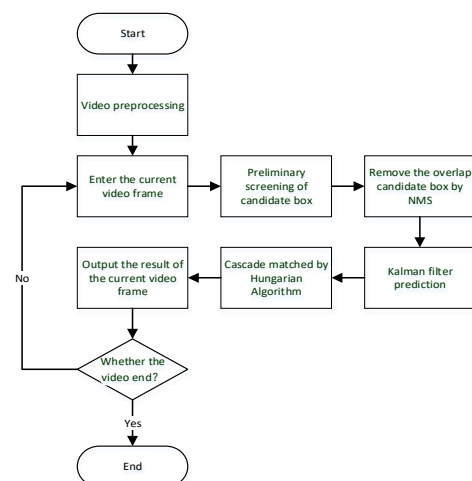 Start
Video preprocessing
Enter the current
video frame
Preliminary
screening of
candidate box
Remove the overlap
candidate box by
NMS
Kalman filter
prediction
Cascade matched by
Hungarian
Algorithm
Output the result of
the current video
frame
No
Whether the
video end?
Yes
End